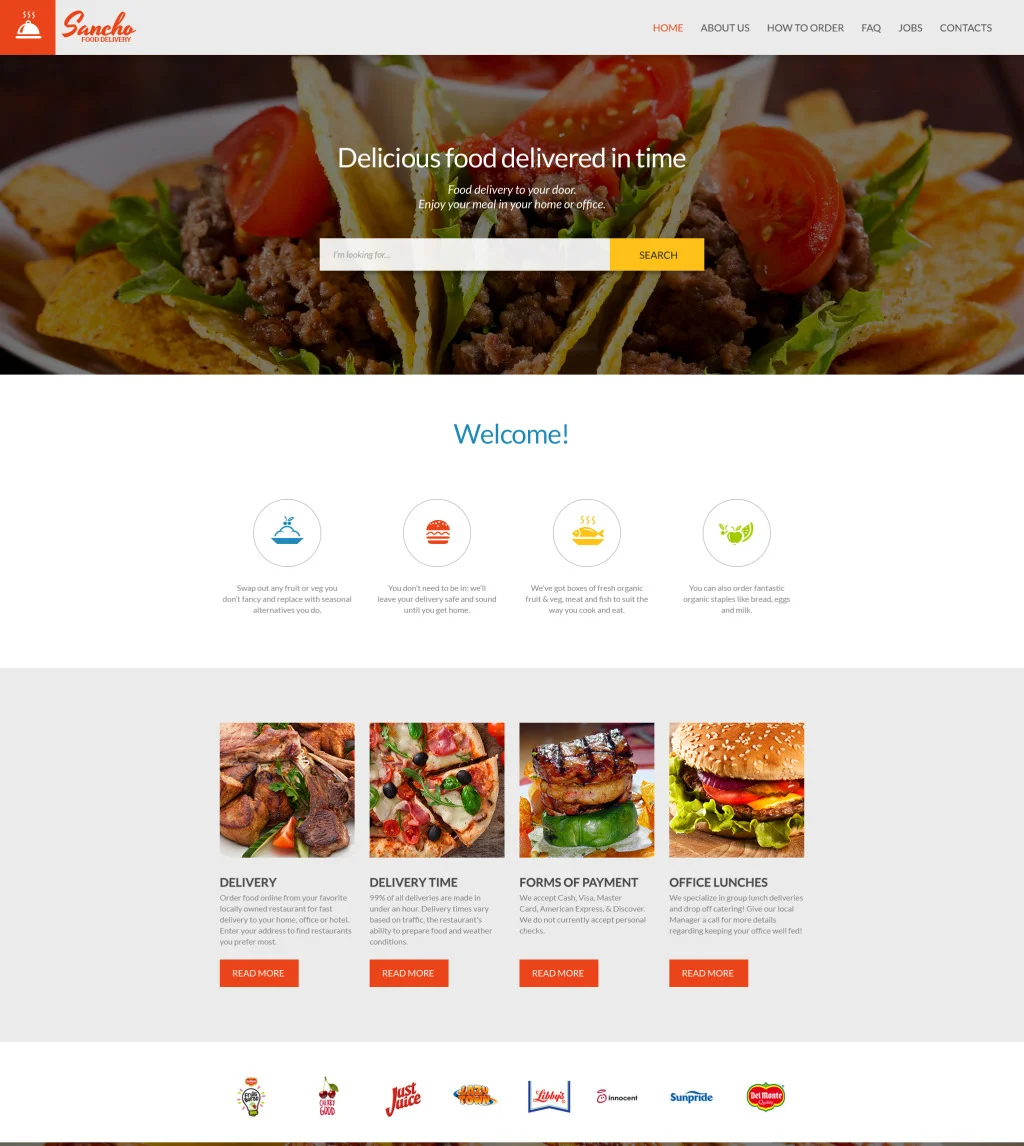 Sancho
FOOD DELIVERY
HOME ABOUT US HOW TO ORDER FAQ JOBS CONTACTS
Delicious food delivered in time
Food delivery to your door.
Enjoy your meal in your home or office.
I'm looking for...
SEARCH
Welcome!
Swap out any fruit or veg you
don't fancy and replace with seasonal
alternatives you do.
You don't need to be in: we'll
leave your delivery safe and sound
until you get home.
We've got boxes of fresh organic
fruit & veg, meat and fish to suit the
way you cook and eat.
You can also order fantastic
organic staples like bread, eggs
and milk.
DELIVERY
Order food online from your favorite
locally owned restaurant for fast
delivery to your home, office or hotel.
Enter your address to find restaurants
you prefer most.
READ MORE
DELIVERY TIME
99% of all deliveries are made in
under an hour. Delivery times vary
based on traffic, the restaurant's
ability to prepare food and weather
conditions.
READ MORE
FORMS OF PAYMENT
We accept Cash, Visa, Master
Card, American Express, & Discover.
We do not currently accept personal
checks.
READ MORE
OFFICE LUNCHES
We specialize in group lunch deliveries
and drop off catering! Give our local
Manager a call for more details
regarding keeping your office well fed!
READ MORE
Just
Juice
Libby's
innocent
Sunpride
Del Monte
Quality